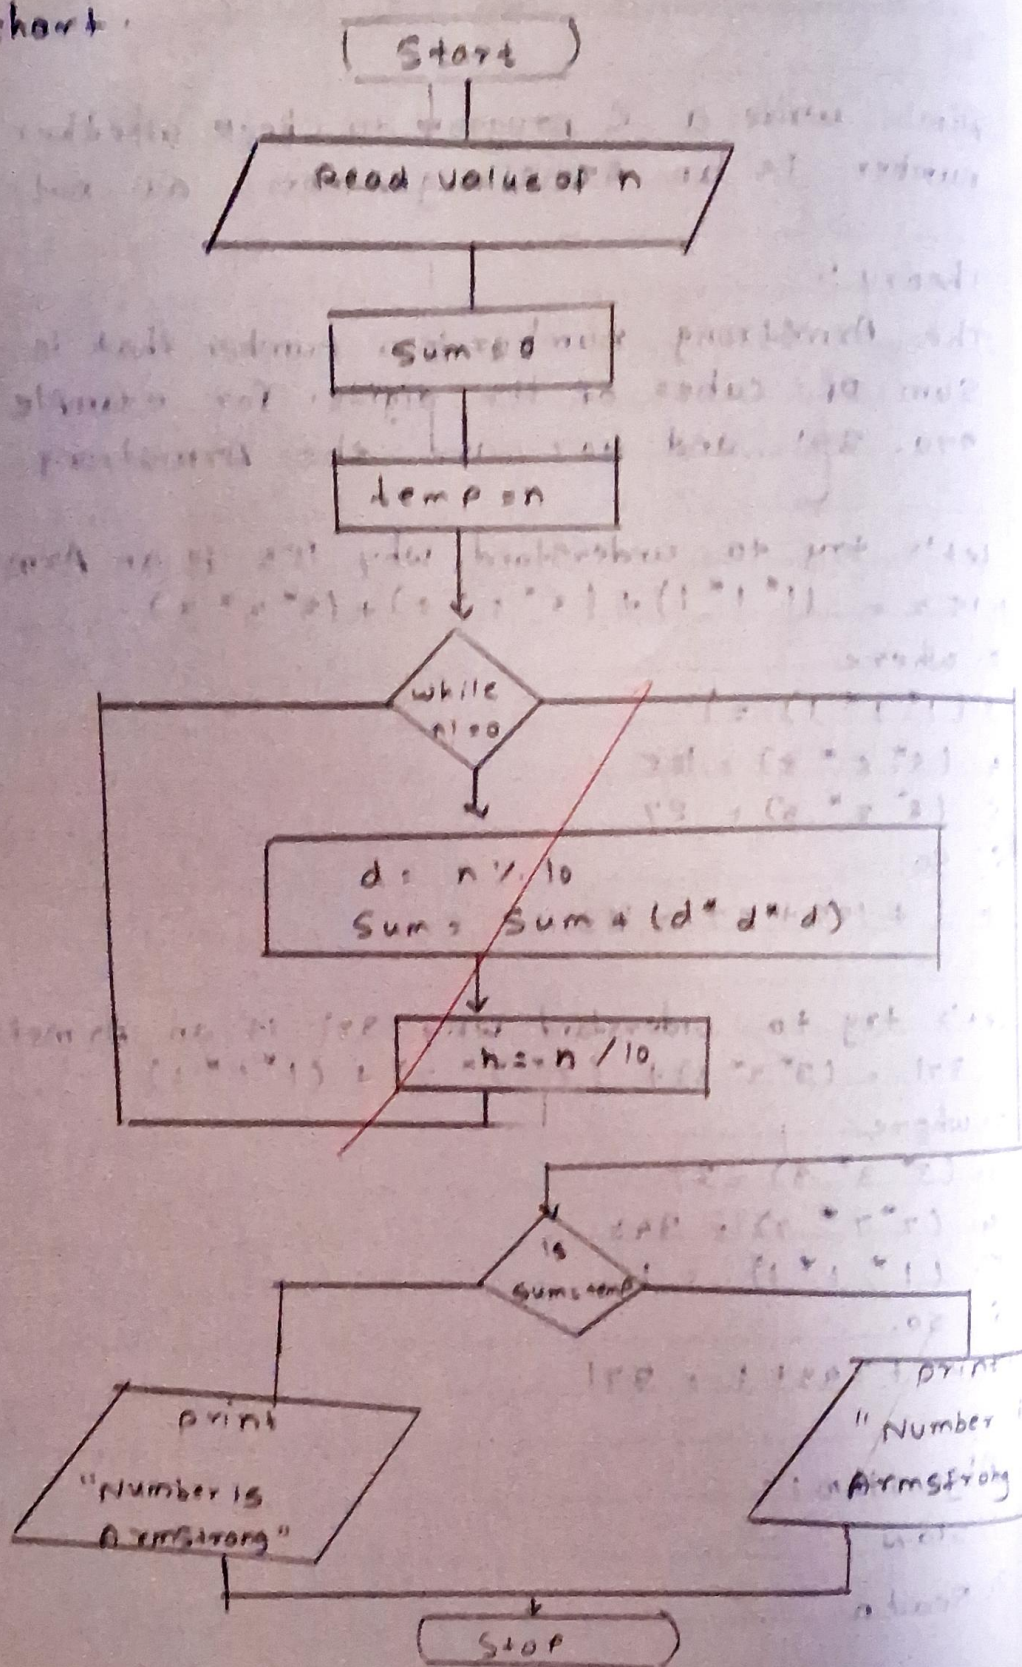 hart.
Start
Read value of n
Sum = 0
temp = n
while
n! = 0
d = n % 10
Sum = Sum + (d* d* d)
n = n / 10
is
sum = temp
print
"Number is
Armstrong"
print
"Number
Armstrong
Stop